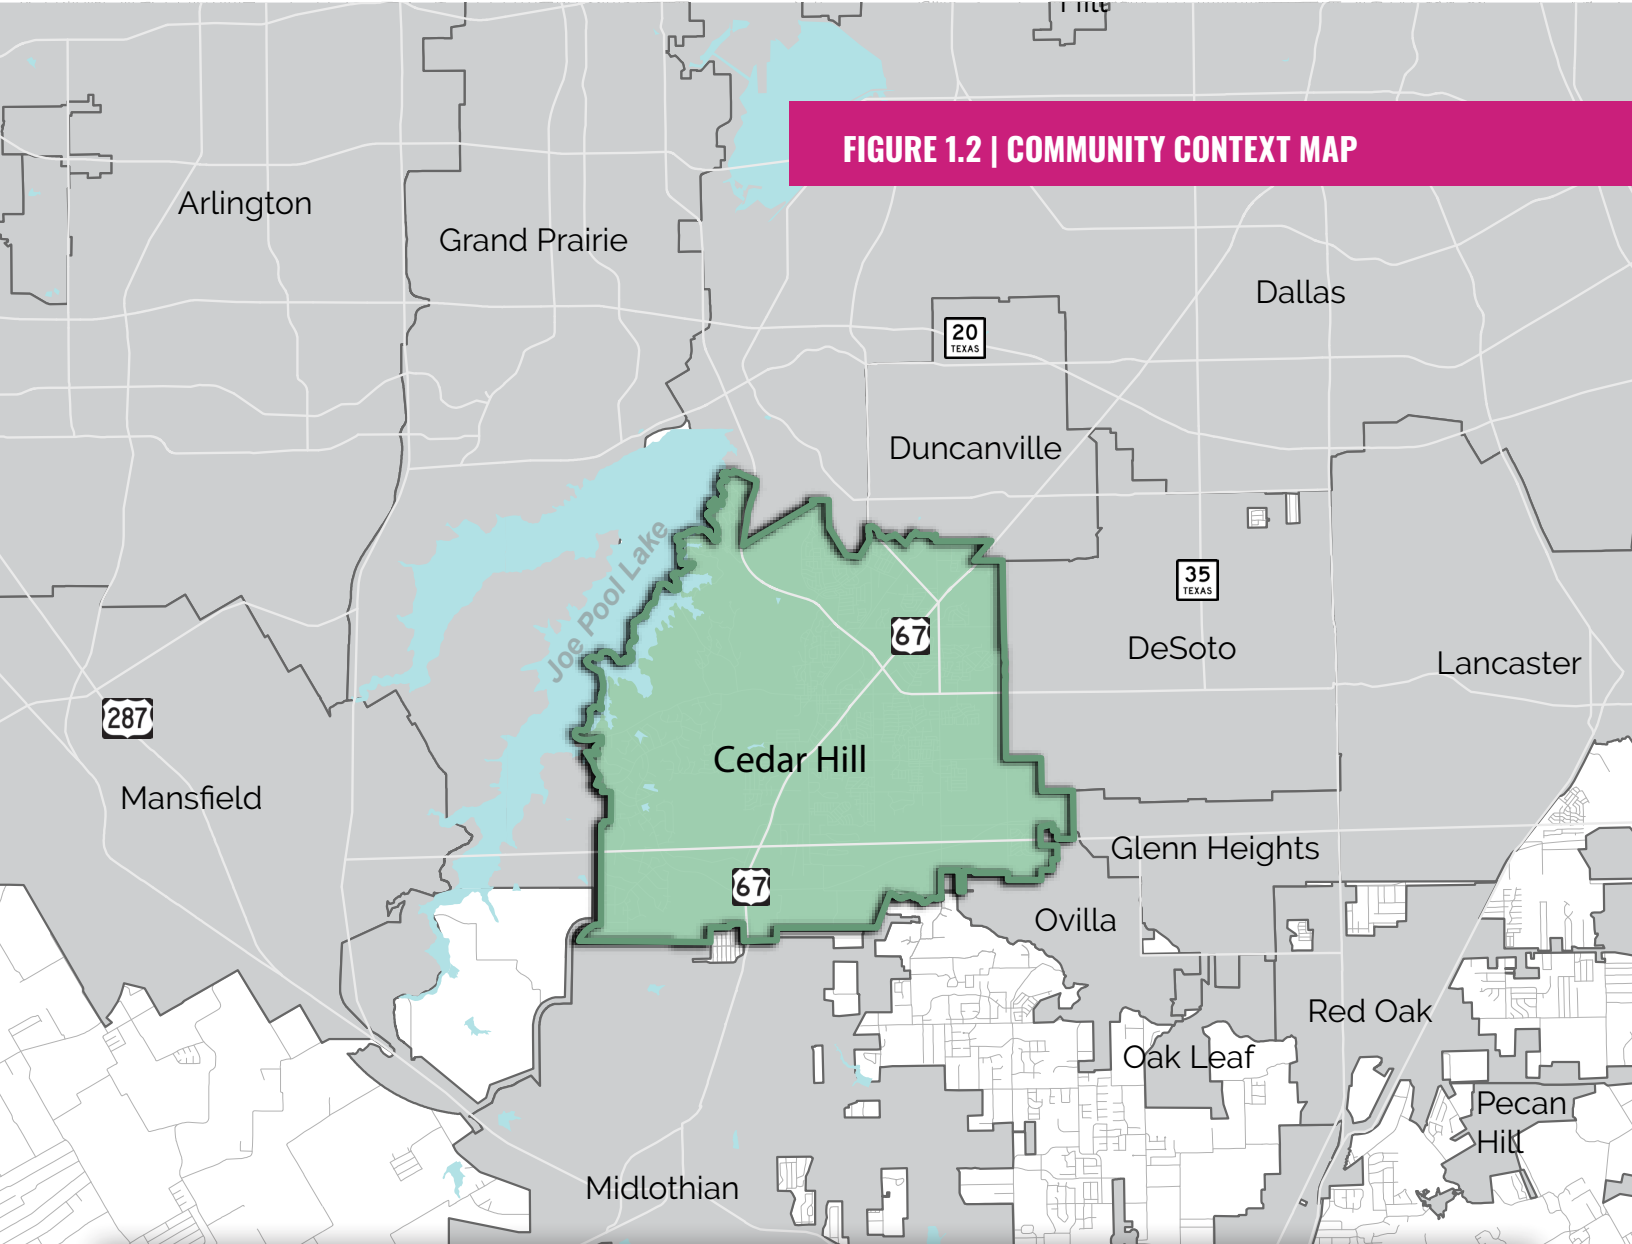 FIGURE 1.2 | COMMUNITY CONTEXT MAP
Arlington
Grand Prairie
Dallas
20
TEXAS
Duncanville
Joe Pool Lake
35
TEXAS
67
DeSoto
Lancaster
287
Cedar Hill
Mansfield
Glenn Heights
67
Ovilla
Red Oak
Oak Leaf
Pecan
Hill
Midlothian